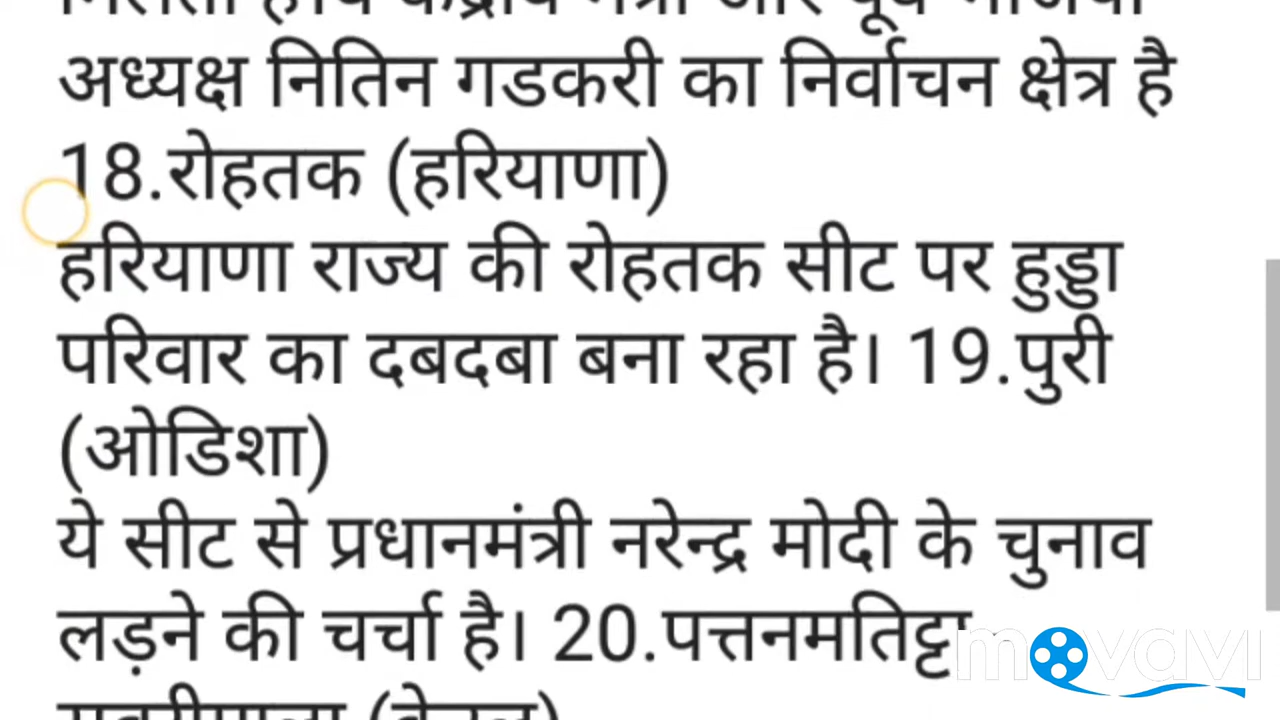 अध्यक्ष नितिन गडकरी का निर्वाचन क्षेत्र है
18.रोहतक (हरियाणा)
हरियाणा राज्य की रोहतक सीट पर हुड्डा
परिवार का दबदबा बना रहा है। 19.पुरी
(ओडिशा)
ये सीट से प्रधानमंत्री नरेन्द्र मोदी के चुनाव
लड़ने की चर्चा है। 20.पत्तनमतिट्टा
movavi